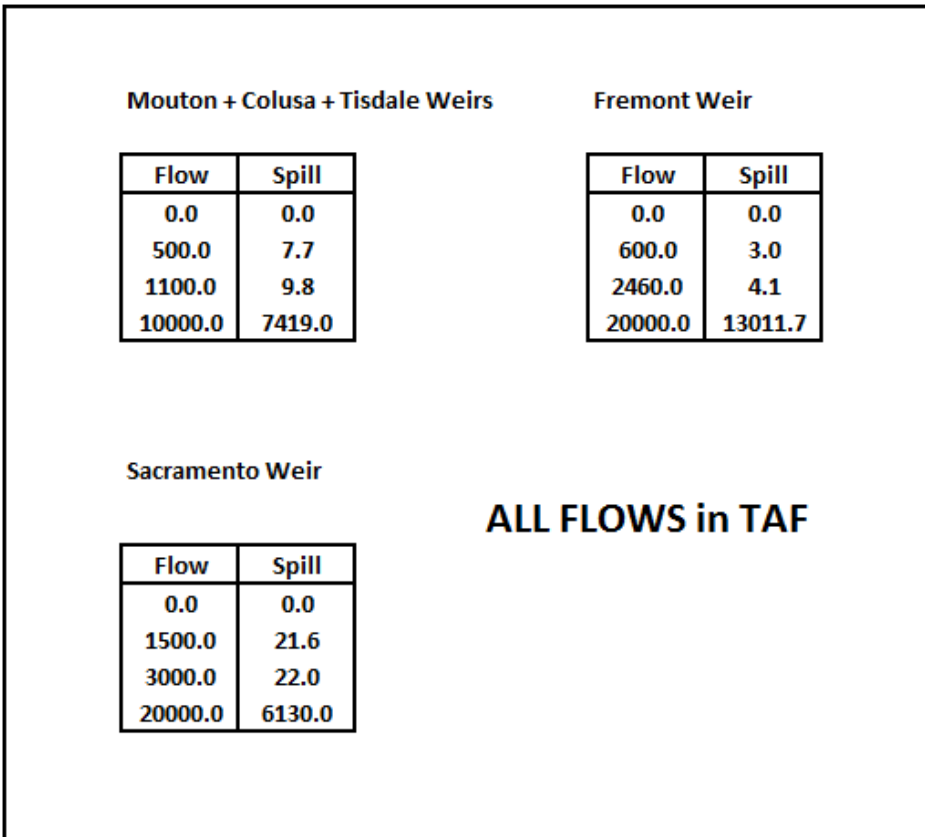 Mouton + Colusa + Tisdale Weirs
Flow Spill
0.0 0.0
500.0 7.7
1100.0 9.8
10000.0 7419.0
Fremont Weir
Flow Spill
0.0 0.0
600.0 3.0
2460.0 4.1
20000.0 13011.7
Sacramento Weir
Flow Spill
0.0 0.0
1500.0 21.6
3000.0 22.0
20000.0 6130.0
ALL FLOWS in TAF